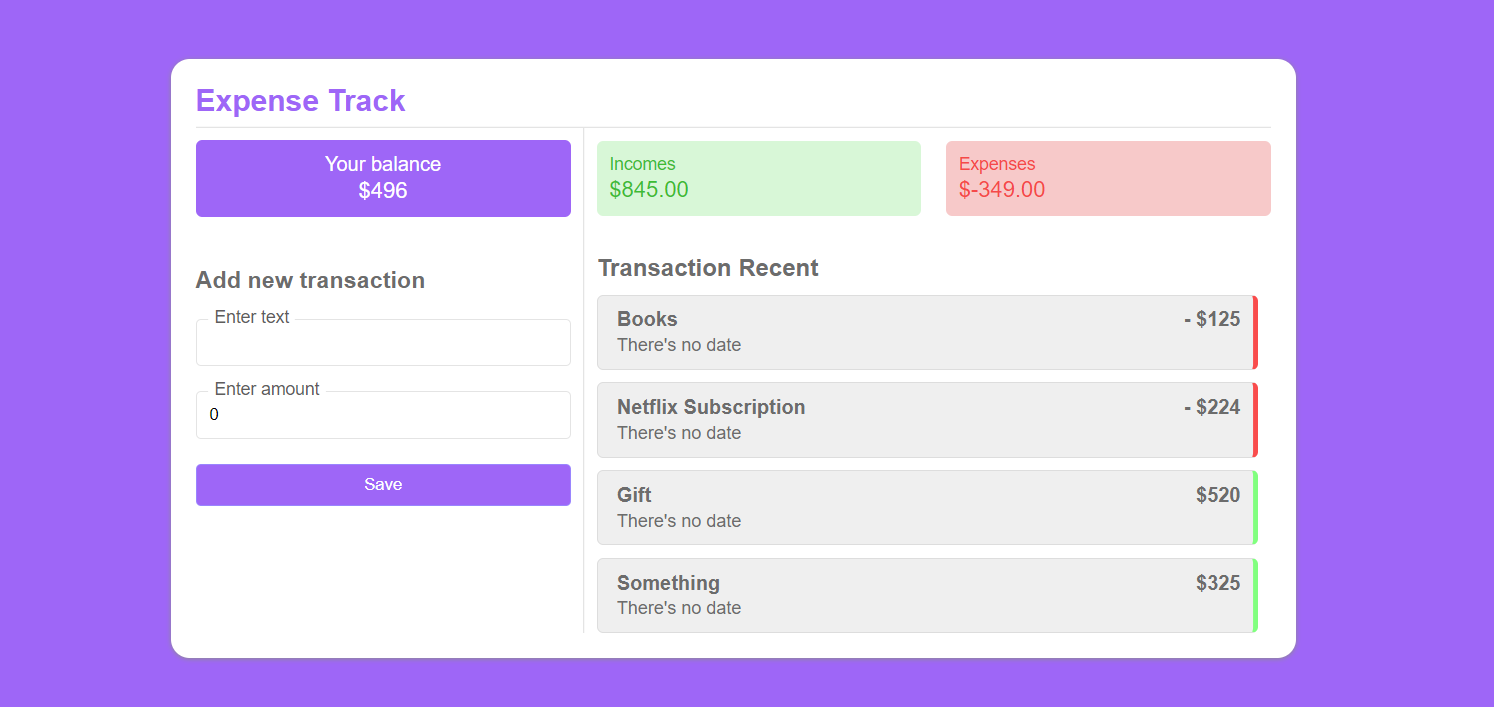 Expense Track
Your balance
$496
Incomes
$845.00
Expenses
$-349.00
Add new transaction
Enter text
Enter amount
0
Save
Transaction Recent
Books - $125
There's no date
Netflix Subscription - $224
There's no date
Gift $520
There's no date
Something $325
There's no date